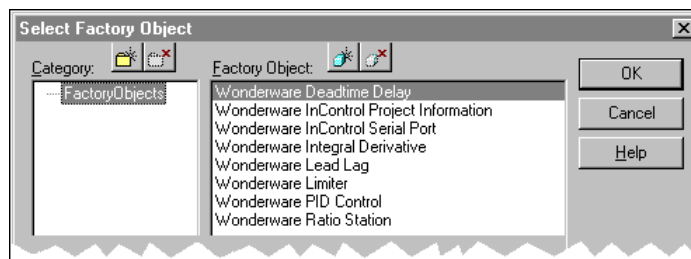 Select Factory Object
Category:
Factory Object:
OK
FactoryObjects
Wonderware Deadtime Delay
Wonderware InControl Project Information
Cancel
Wonderware InControl Serial Port
Wonderware Integral Derivative
Help
Wonderware Lead Lag
Wonderware Limiter
Wonderware PID Control
Wonderware Ratio Station